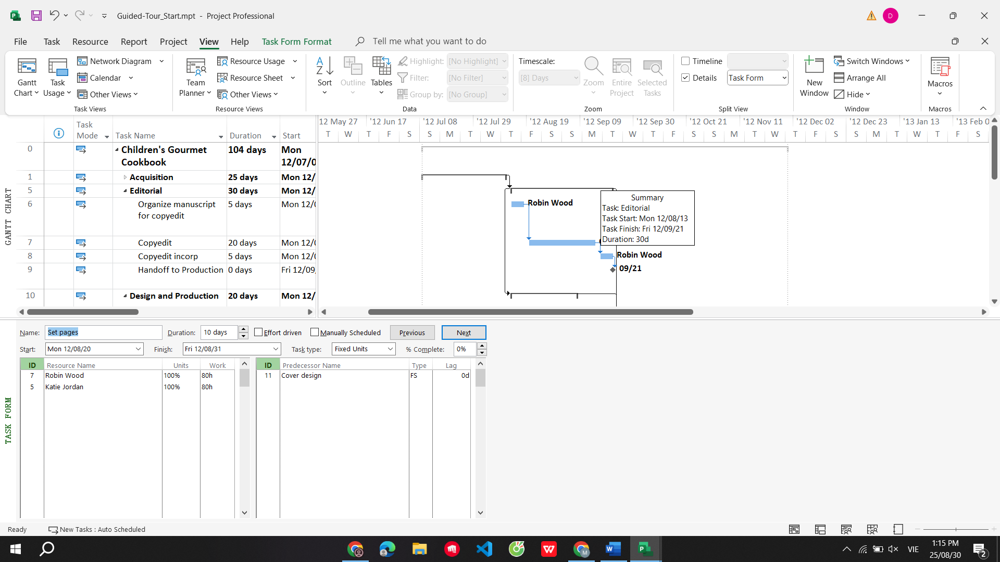 Guided-Tour_Start.mpt - Project Professional
D
File Task Resource Report Project View Help Task Form Format Tell me what you want to do
Gantt Chart
Task Usage
Network Diagram
Calendar
Other Views
Task Views
Team Planner
Resource Usage
Resource Sheet
Other Views
Resource Views
Sort
Outline
Tables
Highlight: [No Highlight]
Filter: [No Filter]
Group by: [No Group]
Data
Timescale:
[8] Days
Zoom
Entire Project
Selected Tasks
Zoom
Timeline
Details Task Form
Split View
New Window
Switch Windows
Arrange All
Hide
Window
Macros
Macros
GANTT CHART
Task Mode Task Name Duration Start
0 Children's Gourmet Cookbook 104 days Mon 12/07/0
1 Acquisition 25 days Mon 12/
5 Editorial 30 days Mon 12/
6 Organize manuscript for copyedit 5 days Mon 12/0
7 Copyedit 20 days Mon 12/0
8 Copyedit incorp 5 days Mon 12/0
9 Handoff to Production 0 days Fri 12/09/
10 Design and Production 20 days Mon 12/
12 May 27 '12 Jun 17 '12 Jul 08 '12 Jul 29 '12 Aug 19 '12 Sep 09 '12 Sep 30 '12 Oct 21 '12 Nov 11 '12 Dec 02 '12 Dec 23 '13 Jan 13 '13 Feb 0
T W T F S S M T W T F S S M T W T F S S M T W T F S S M T W T F S
Robin Wood
Summary
Task: Editorial
Task Start: Mon 12/08/13
Task Finish: Fri 12/09/21
Duration: 30d
Robin Wood
09/21
TASK FORM
Name: Set pages Duration: 10 days Effort driven Manually Scheduled Previous Next
Start: Mon 12/08/20 Finish: Fri 12/08/31 Task type: Fixed Units % Complete: 0%
ID Resource Name Units Work
7 Robin Wood 100% 80h
5 Katie Jordan 100% 80h
ID Predecessor Name Type Lag
11 Cover design FS 0d
Ready New Tasks : Auto Scheduled
VIE
1:15 PM
25/08/30
2